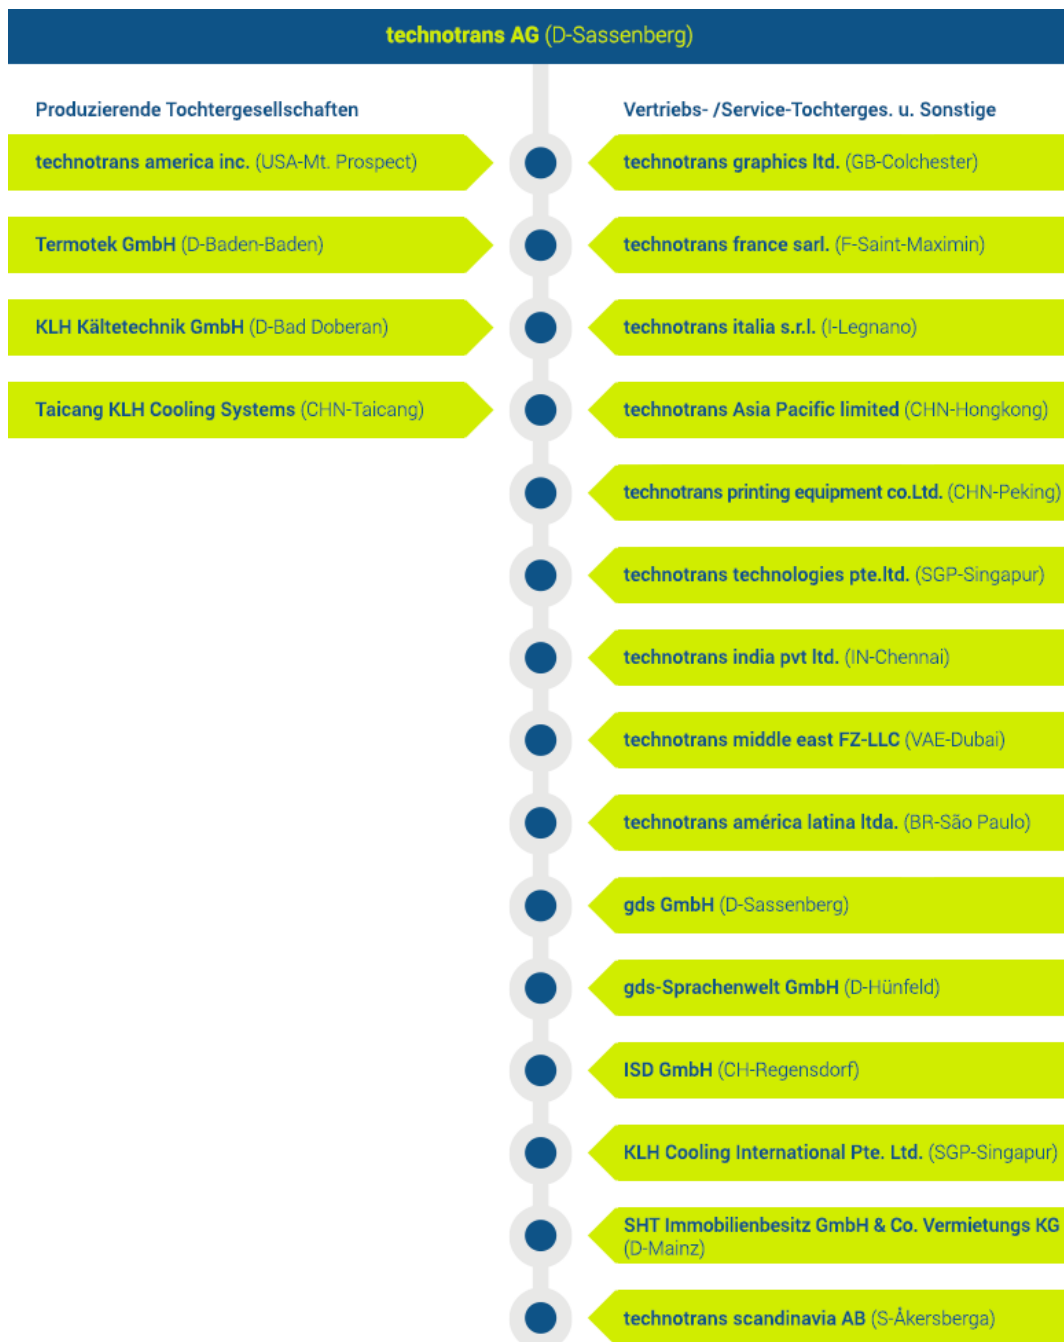 technotrans AG (D-Sassenberg)
Produzierende Tochtergesellschaften
technotrans america inc. (USA-Mt. Prospect)
Termotek GmbH (D-Baden-Baden)
KLH Kältetechnik GmbH (D-Bad Doberan)
Taicang KLH Cooling Systems (CHN-Taicang)
Vertriebs- /Service-Tochterges. u. Sonstige
technotrans graphics ltd. (GB-Colchester)
technotrans france sarl. (F-Saint-Maximin)
technotrans italia s.r.l. (I-Legnano)
technotrans Asia Pacific limited (CHN-Hongkong)
technotrans printing equipment co.Ltd. (CHN-Peking)
technotrans technologies pte.ltd. (SGP-Singapur)
technotrans india pvt ltd. (IN-Chennai)
technotrans middle east FZ-LLC (VAE-Dubai)
technotrans américa latina ltda. (BR-São Paulo)
gds GmbH (D-Sassenberg)
gds-Sprachenwelt GmbH (D-Hünfeld)
ISD GmbH (CH-Regensdorf)
KLH Cooling International Pte. Ltd. (SGP-Singapur)
SHT Immobilienbesitz GmbH & Co. Vermietungs KG
(D-Mainz)
technotrans scandinavia AB (S-Åkersberga)